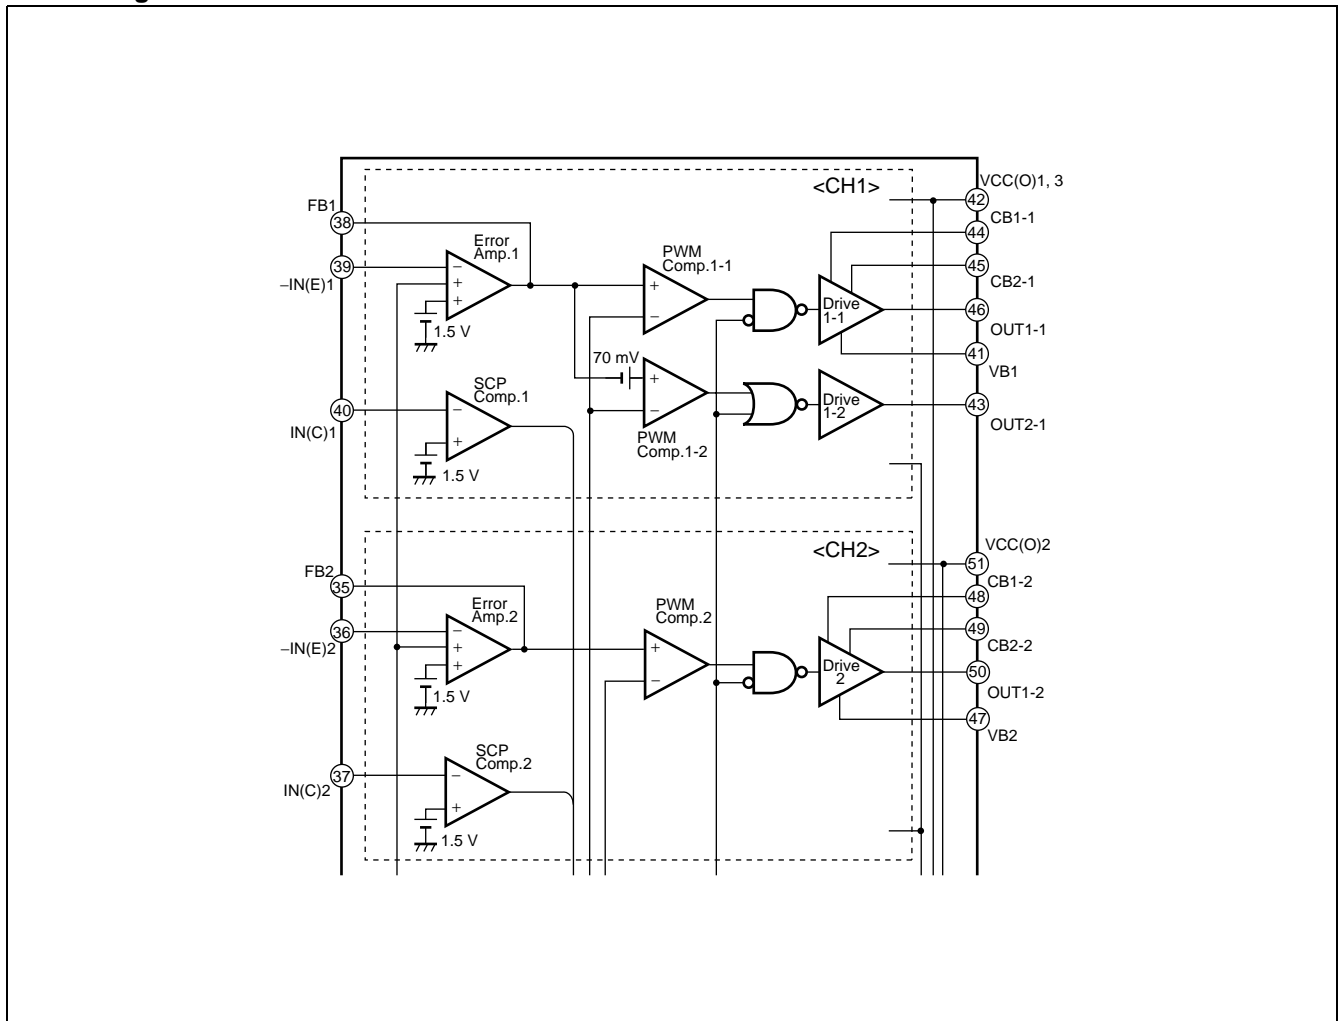 <CH1>
VCC(O)1, 3
42
FB1
38
CB1-1
44
Error
Amp.1
PWM
Comp.1-1
39
−IN(E)1
−
+
+
1.5 V
+
−
45
CB2-1
Drive
1-1
46
OUT1-1
70 mV
41
VB1
SCP
Comp.1
40
IN(C)1
−
+
1.5 V
+
−
PWM
Comp.1-2
Drive
1-2
43
OUT2-1
<CH2>
VCC(O)2
51
FB2
35
CB1-2
48
Error
Amp.2
PWM
Comp.2
36
−IN(E)2
−
+
+
1.5 V
+
−
49
CB2-2
Drive
2
50
OUT1-2
47
VB2
SCP
Comp.2
37
IN(C)2
−
+
1.5 V